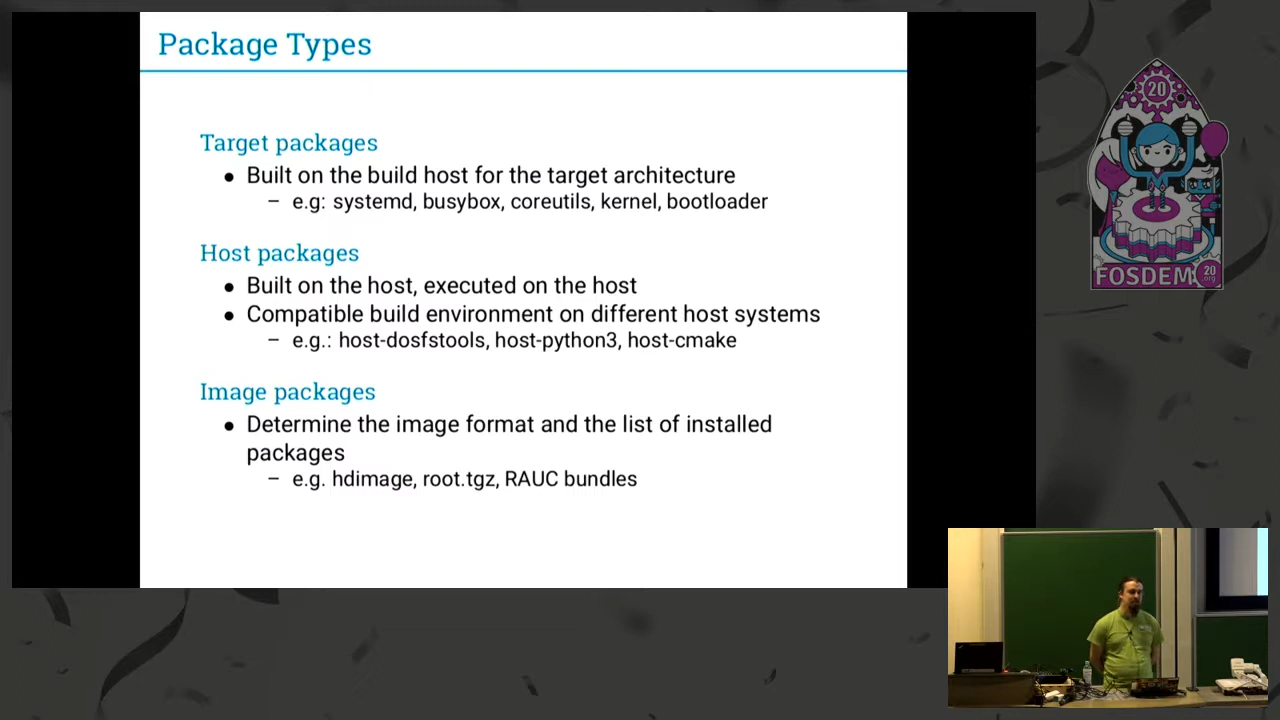 Package Types
Target packages
● Built on the build host for the target architecture
– e.g: systemd, busybox, coreutils, kernel, bootloader
Host packages
● Built on the host, executed on the host
● Compatible build environment on different host systems
– e.g.: host-dosfstools, host-python3, host-cmake
Image packages
● Determine the image format and the list of installed
packages
– e.g. hdimage, root.tgz, RAUC bundles
20
FOSDEM
20
.org